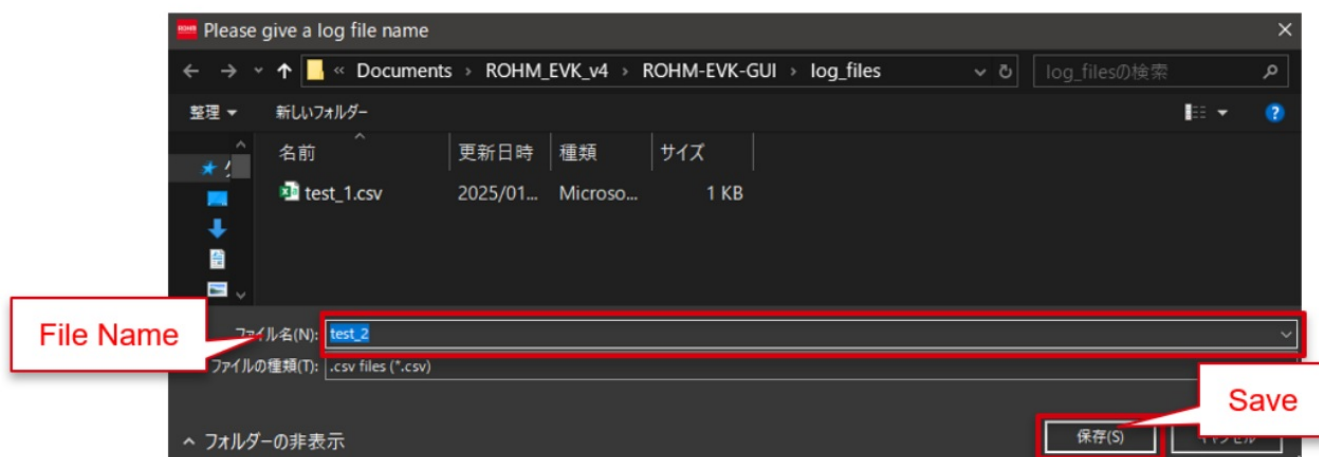 ROHM Please give a log file name
« Documents › ROHM_EVK_v4 › ROHM-EVK-GUI › log_files log_filesの検索
整理 新しいフォルダー ?
名前 更新日時 種類 サイズ
test_1.csv 2025/01... Microso... 1 KB
File Name
ファイル名(N): test_2
ファイルの種類(T): .csv files (*.csv)
Save
フォルダーの非表示 保存(S)